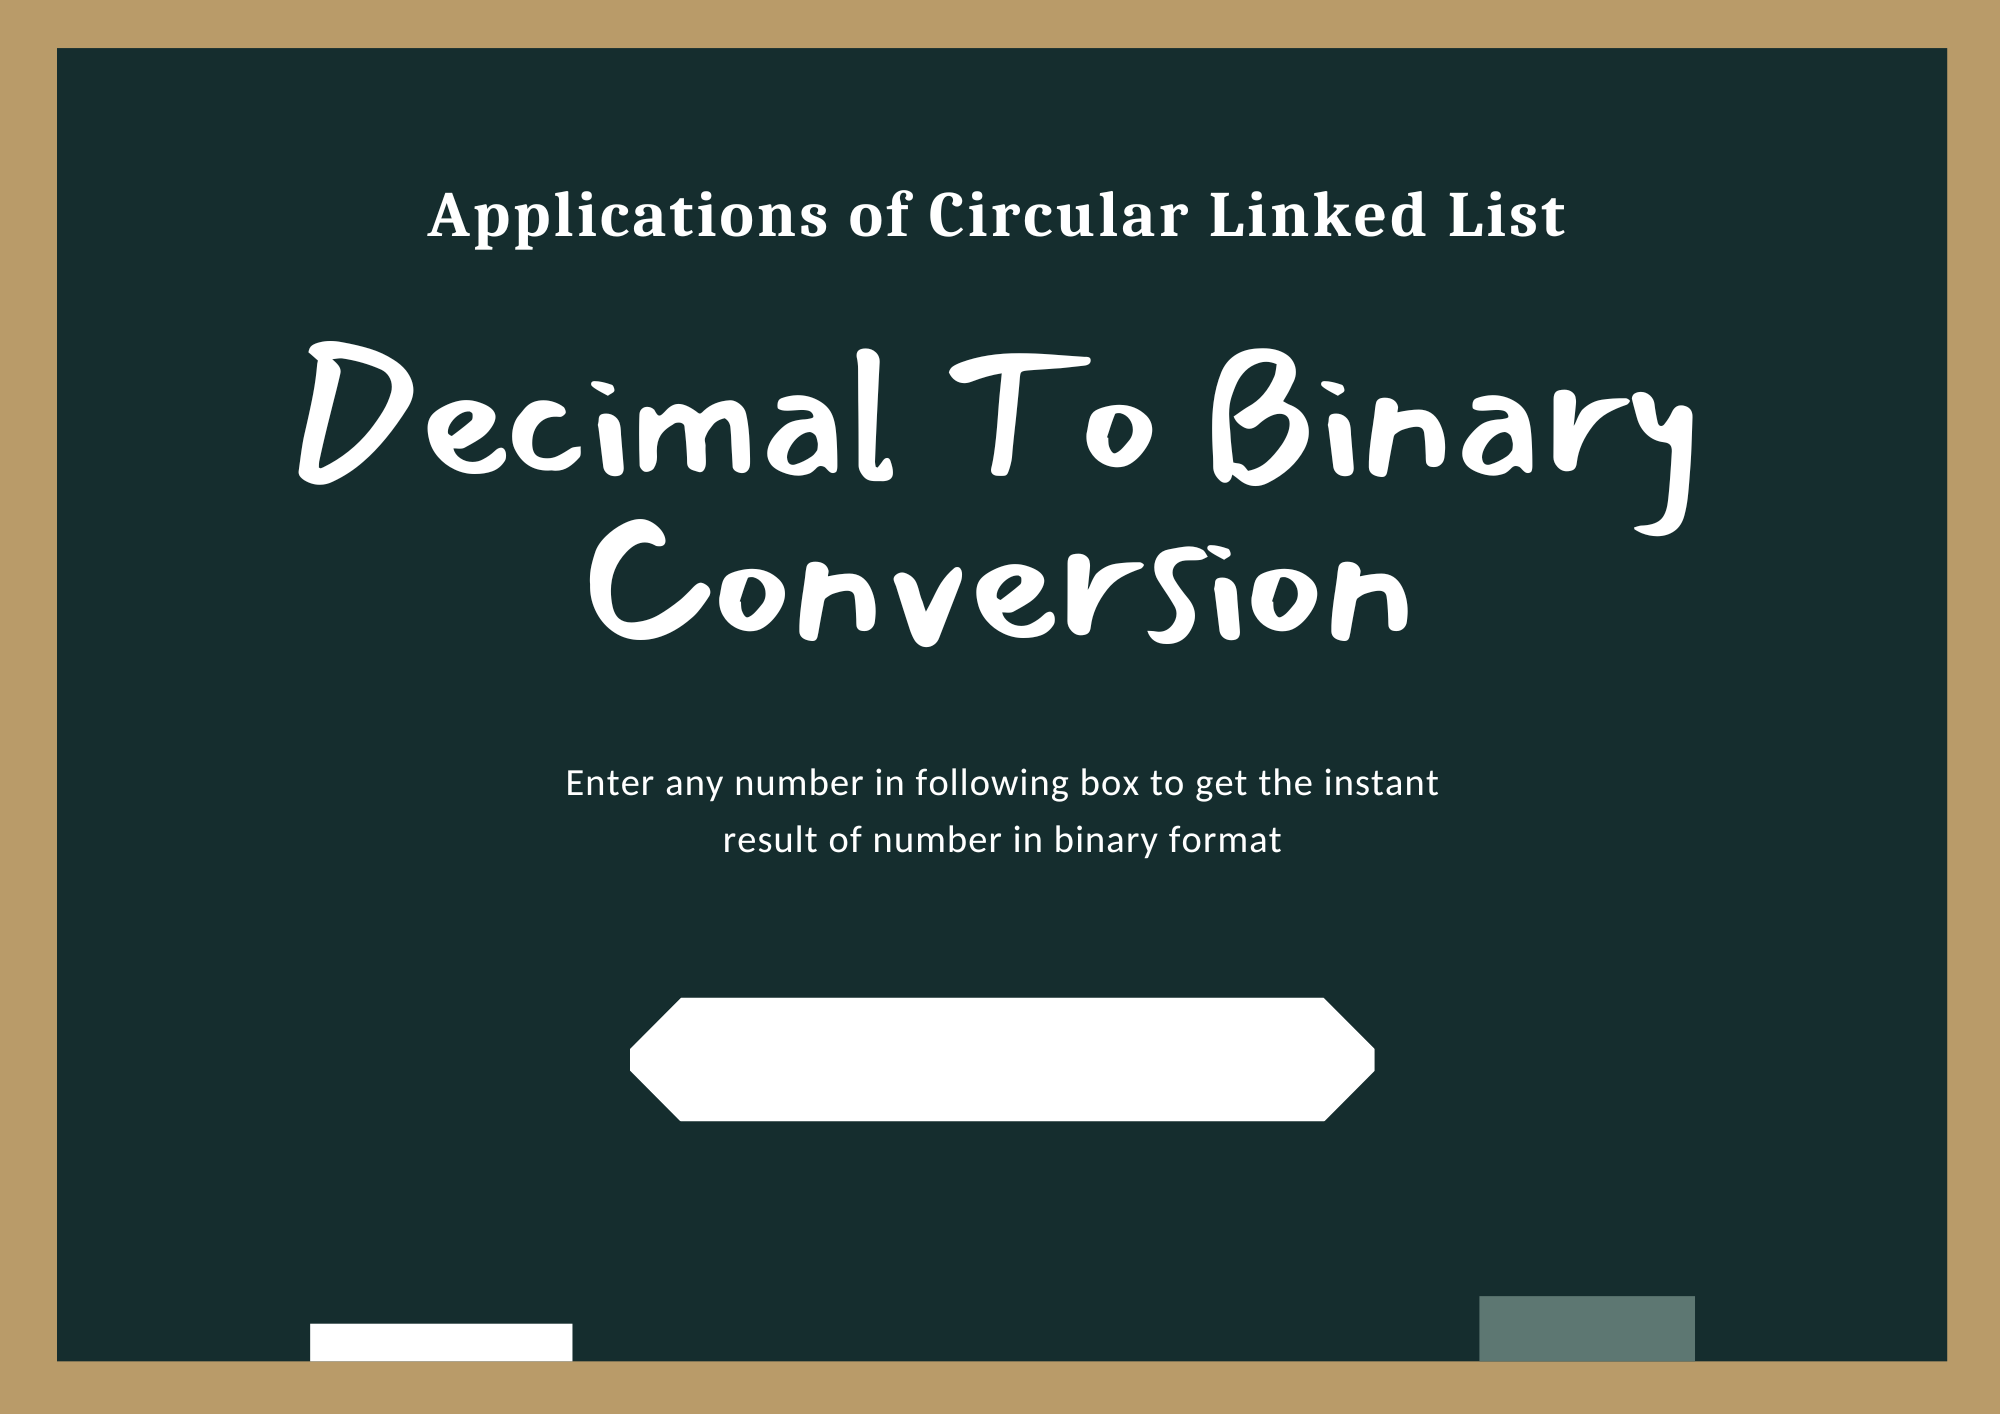 Applications of Circular Linked List
Decimal To Binary
Conversion
Enter any number in following box to get the instant
result of number in binary format